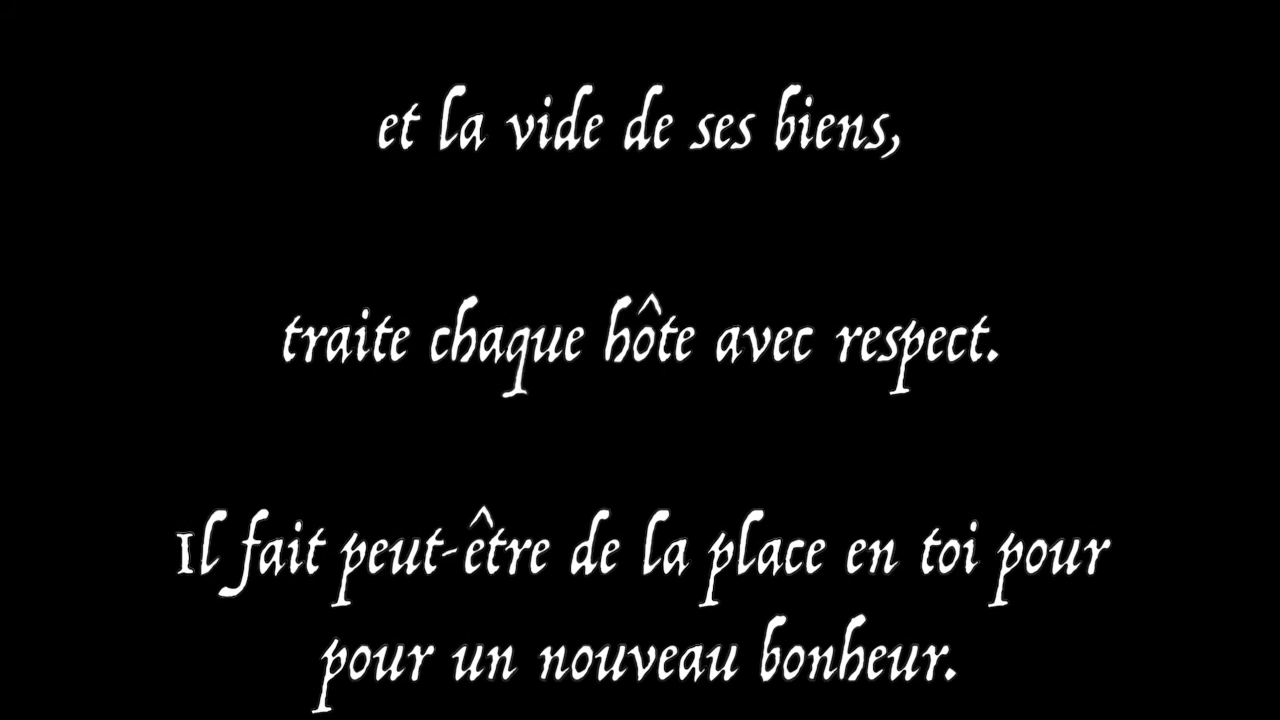 et la vide de ses biens,
traite chaque hôte avec respect.
Il fait peut-être de la place en toi pour
pour un nouveau bonheur.